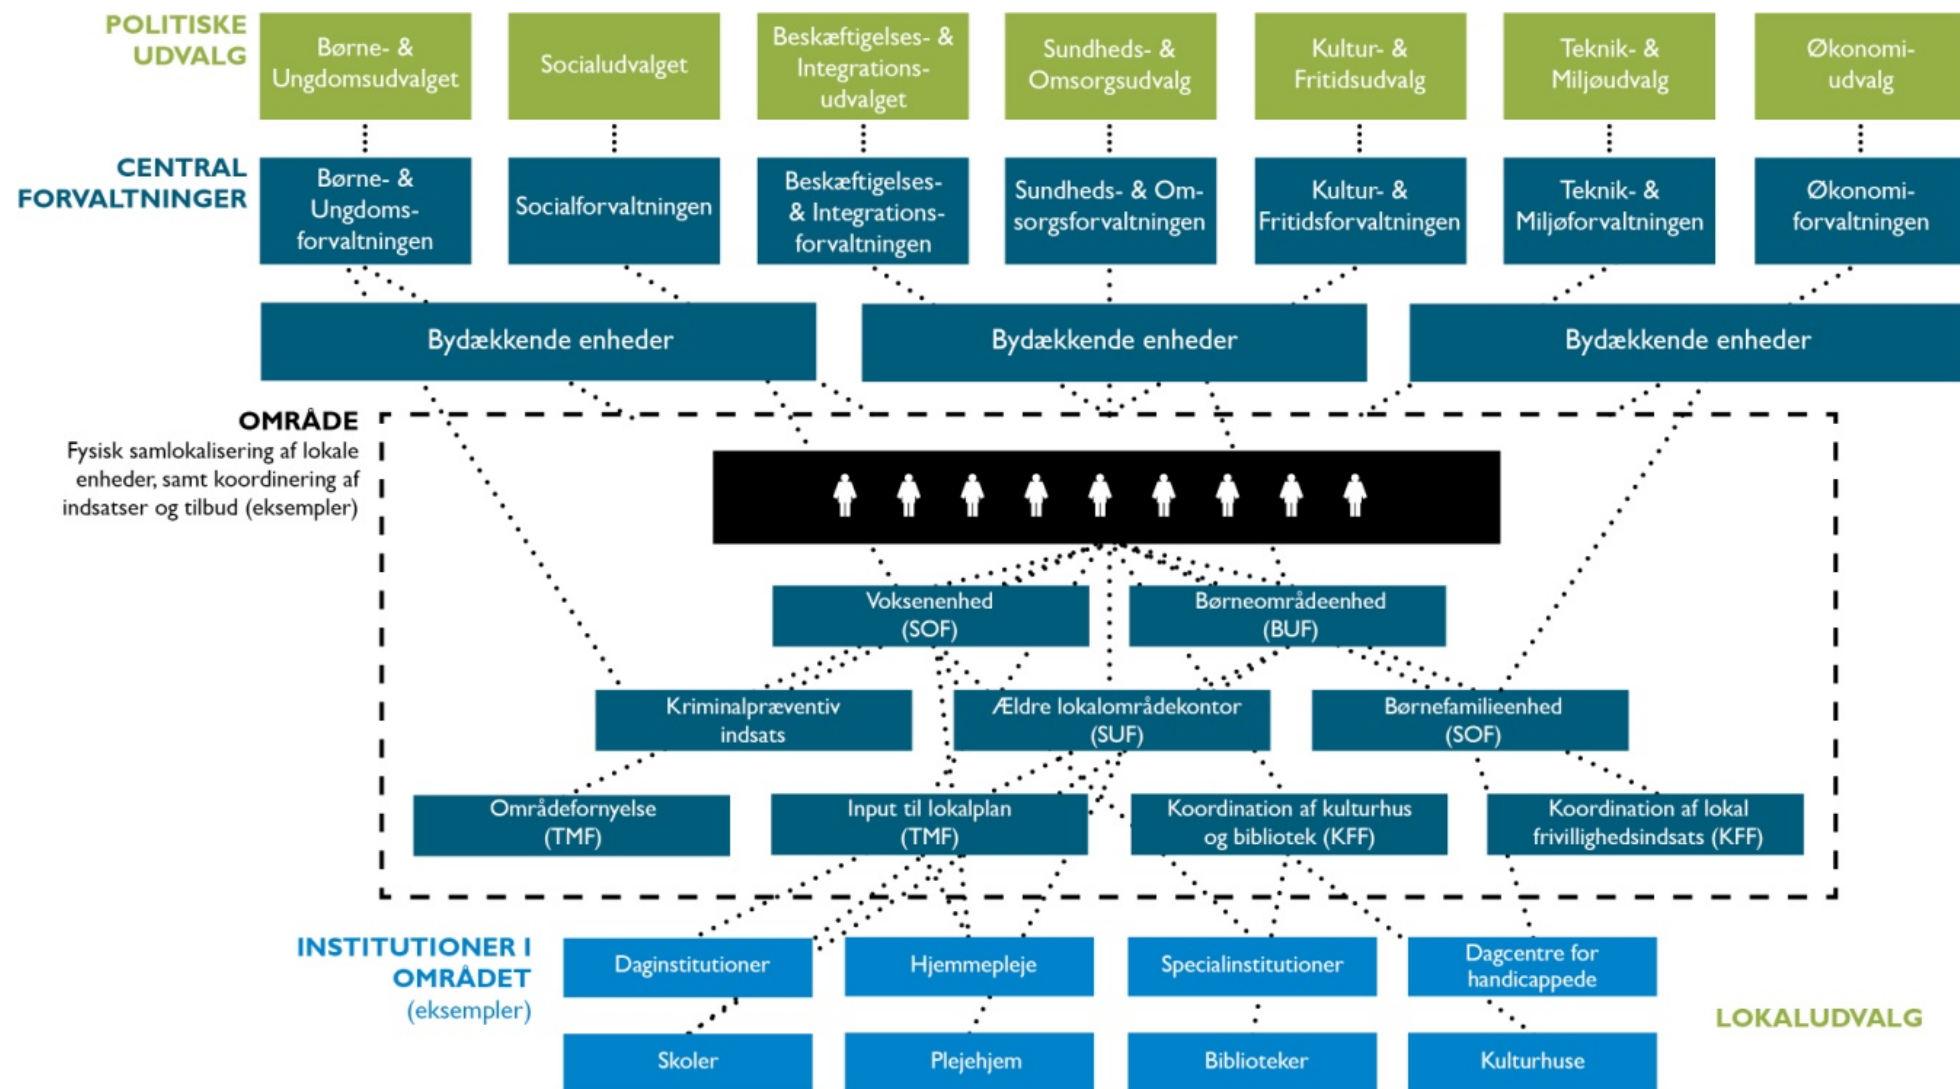 POLITISKE
UDVALG
Børne- &
Ungdomsudvalget
Socialudvalget
Beskæftigelses- &
Integrations-
udvalget
Sundheds- &
Omsorgsudvalg
Kultur- &
Fritidsudvalg
Teknik- &
Miljøudvalg
Økonomi-
udvalg
CENTRAL
FORVALTNINGER
Børne- &
Ungdoms-
forvaltningen
Socialforvaltningen
Beskæftigelses-
& Integrations-
forvaltningen
Sundheds- & Om-
sorgsforvaltningen
Kultur- &
Fritidsforvaltningen
Teknik- &
Miljøforvaltningen
Økonomi-
forvaltningen
Bydækkende enheder
Bydækkende enheder
Bydækkende enheder
OMRÅDE
Fysisk samlokalisering af lokale
enheder, samt koordinering af
indsatser og tilbud (eksempler)
Voksenenhed
(SOF)
Børneområdeenhed
(BUF)
Kriminalpræventiv
indsats
Ældre lokalområdekontor
(SUF)
Børnefamilieenhed
(SOF)
Områdefornyelse
(TMF)
Input til lokalplan
(TMF)
Koordination af kulturhus
og bibliotek (KFF)
Koordination af lokal
frivillighedsindsats (KFF)
INSTITUTIONER I
OMRÅDET
(eksempler)
Daginstitutioner
Hjemmepleje
Specialinstitutioner
Dagcentre for
handicappede
Skoler
Plejehjem
Biblioteker
Kulturhuse
LOKALUDVALG